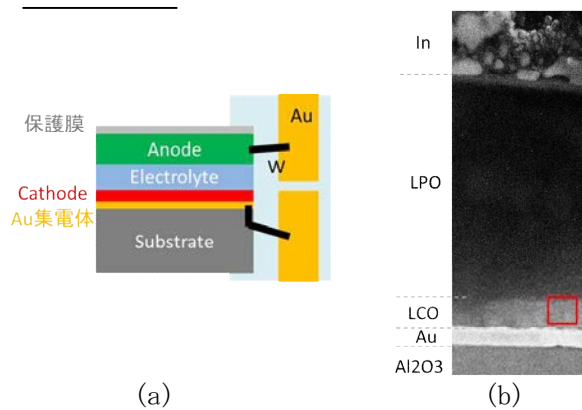 保護膜
Anode
Electrolyte
Cathode
Au集電体
Substrate
W
Au
(a)
In
LPO
LCO
Au
Al2O3
(b)